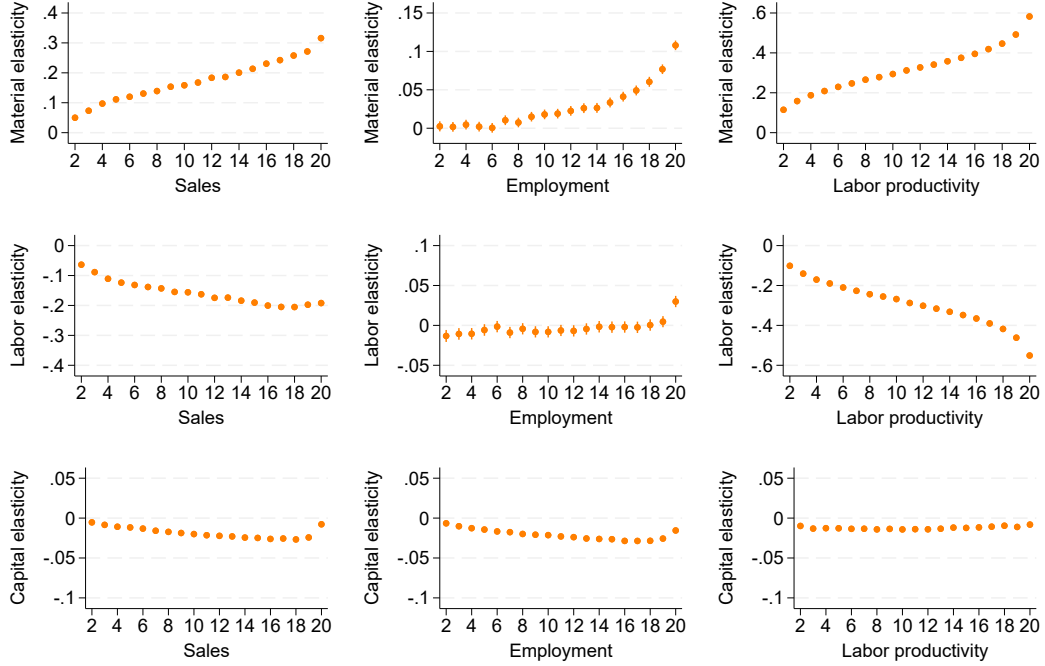 Material elasticity
.4
.3
.2
.1
0
2 4 6 8 10 12 14 16 18 20
Sales
Material elasticity
.15
.1
.05
0
2 4 6 8 10 12 14 16 18 20
Employment
Material elasticity
.6
.4
.2
0
2 4 6 8 10 12 14 16 18 20
Labor productivity
Labor elasticity
0
-.1
-.2
-.3
-.4
2 4 6 8 10 12 14 16 18 20
Sales
Labor elasticity
.1
.05
0
-.05
2 4 6 8 10 12 14 16 18 20
Employment
Labor elasticity
0
-.2
-.4
-.6
2 4 6 8 10 12 14 16 18 20
Labor productivity
Capital elasticity
.05
0
-.05
-.1
2 4 6 8 10 12 14 16 18 20
Sales
Capital elasticity
.05
0
-.05
-.1
2 4 6 8 10 12 14 16 18 20
Employment
Capital elasticity
.05
0
-.05
-.1
2 4 6 8 10 12 14 16 18 20
Labor productivity